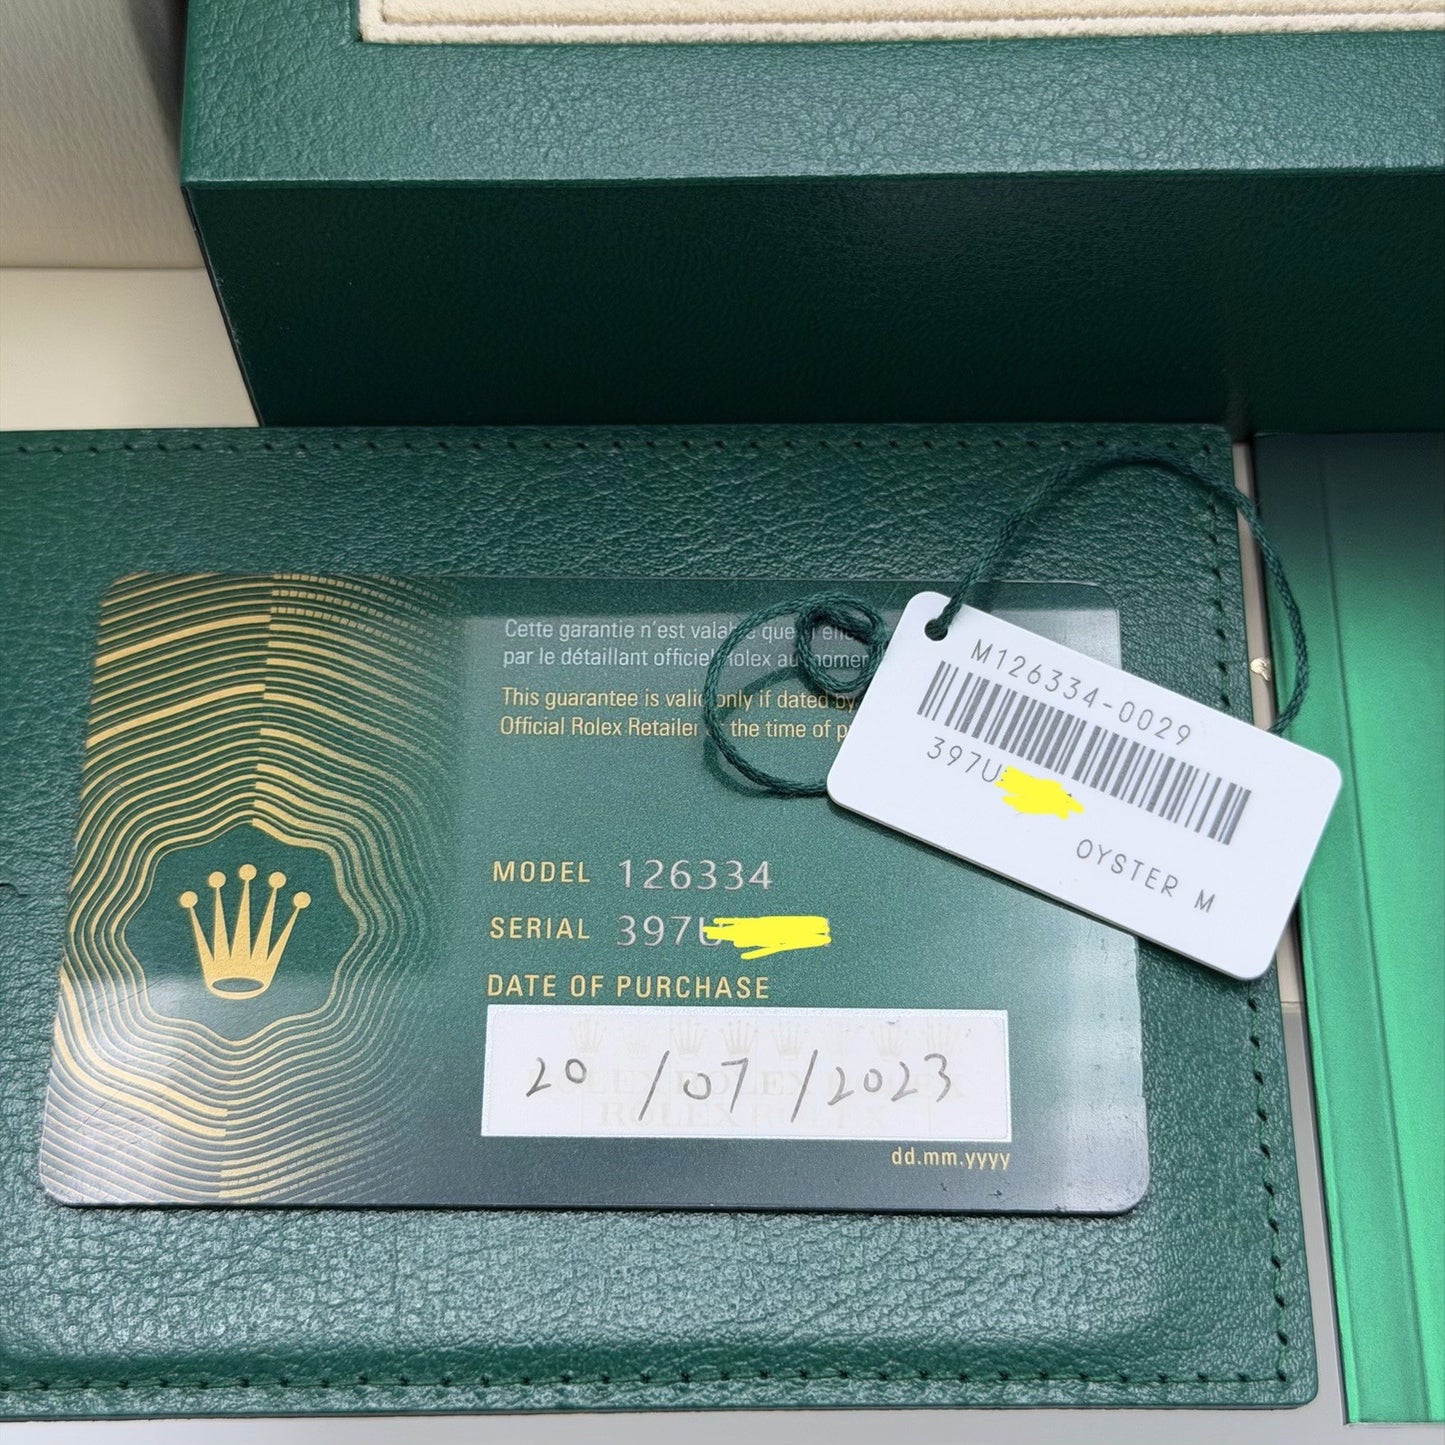 Cette garantie n'est
par le détaillant officiel Rolex au
This guarantee is valid only if dated by
Official Rolex Retailer the time of
MODEL 126334
SERIAL 397U
DATE OF PURCHASE
20/07/2023
dd.mm.yyyy
M126334-0029
397U
OYSTER M